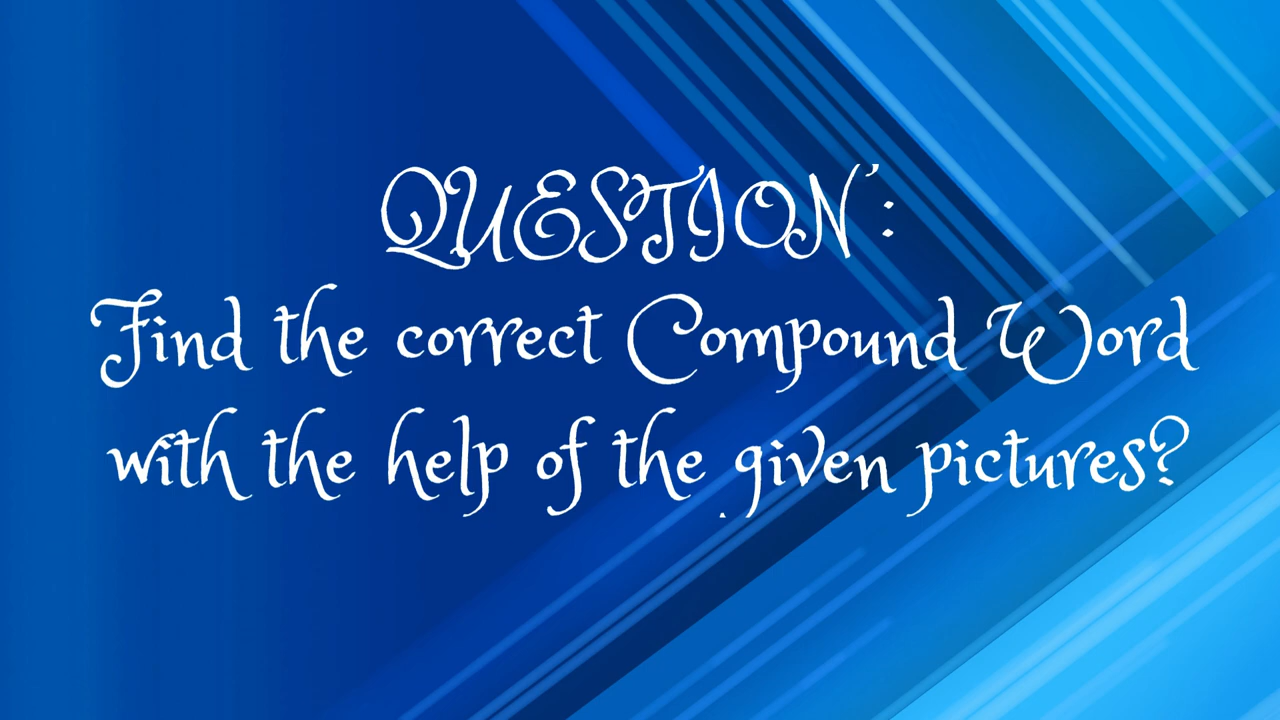 QUESTION :
Find the correct Compound Word
with the help of the given pictures?